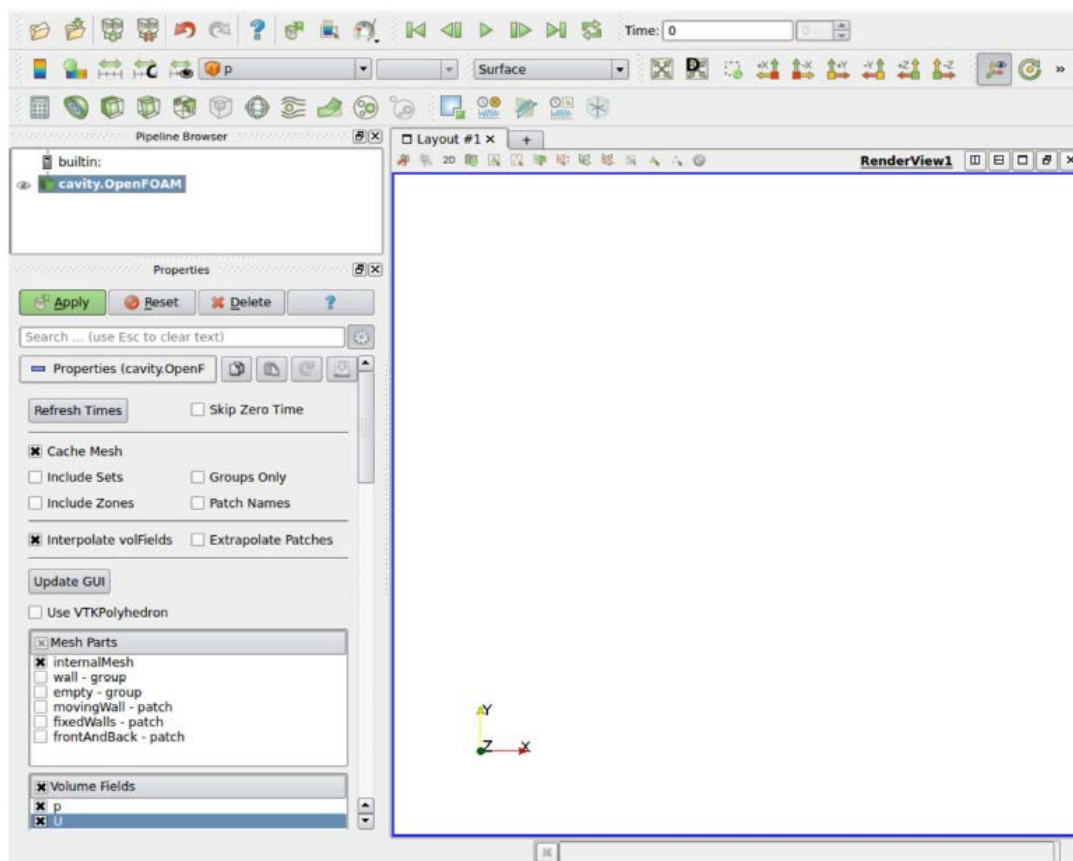 Time: 0 0
p Surface
D +X -X +Y -Y +Z -Z »
Pipeline Browser
builtin:
cavity.OpenFOAM
Layout #1 +
2D RenderView1
Properties
Apply Reset Delete ?
Search ... (use Esc to clear text)
Properties (cavity.OpenF
Refresh Times Skip Zero Time
Cache Mesh
Include Sets Groups Only
Include Zones Patch Names
Interpolate volFields Extrapolate Patches
Update GUI
Use VTKPolyhedron
Mesh Parts
internalMesh
wall - group
empty - group
movingWall - patch
fixedWalls - patch
frontAndBack - patch
Volume Fields
p
U
Y
Z X